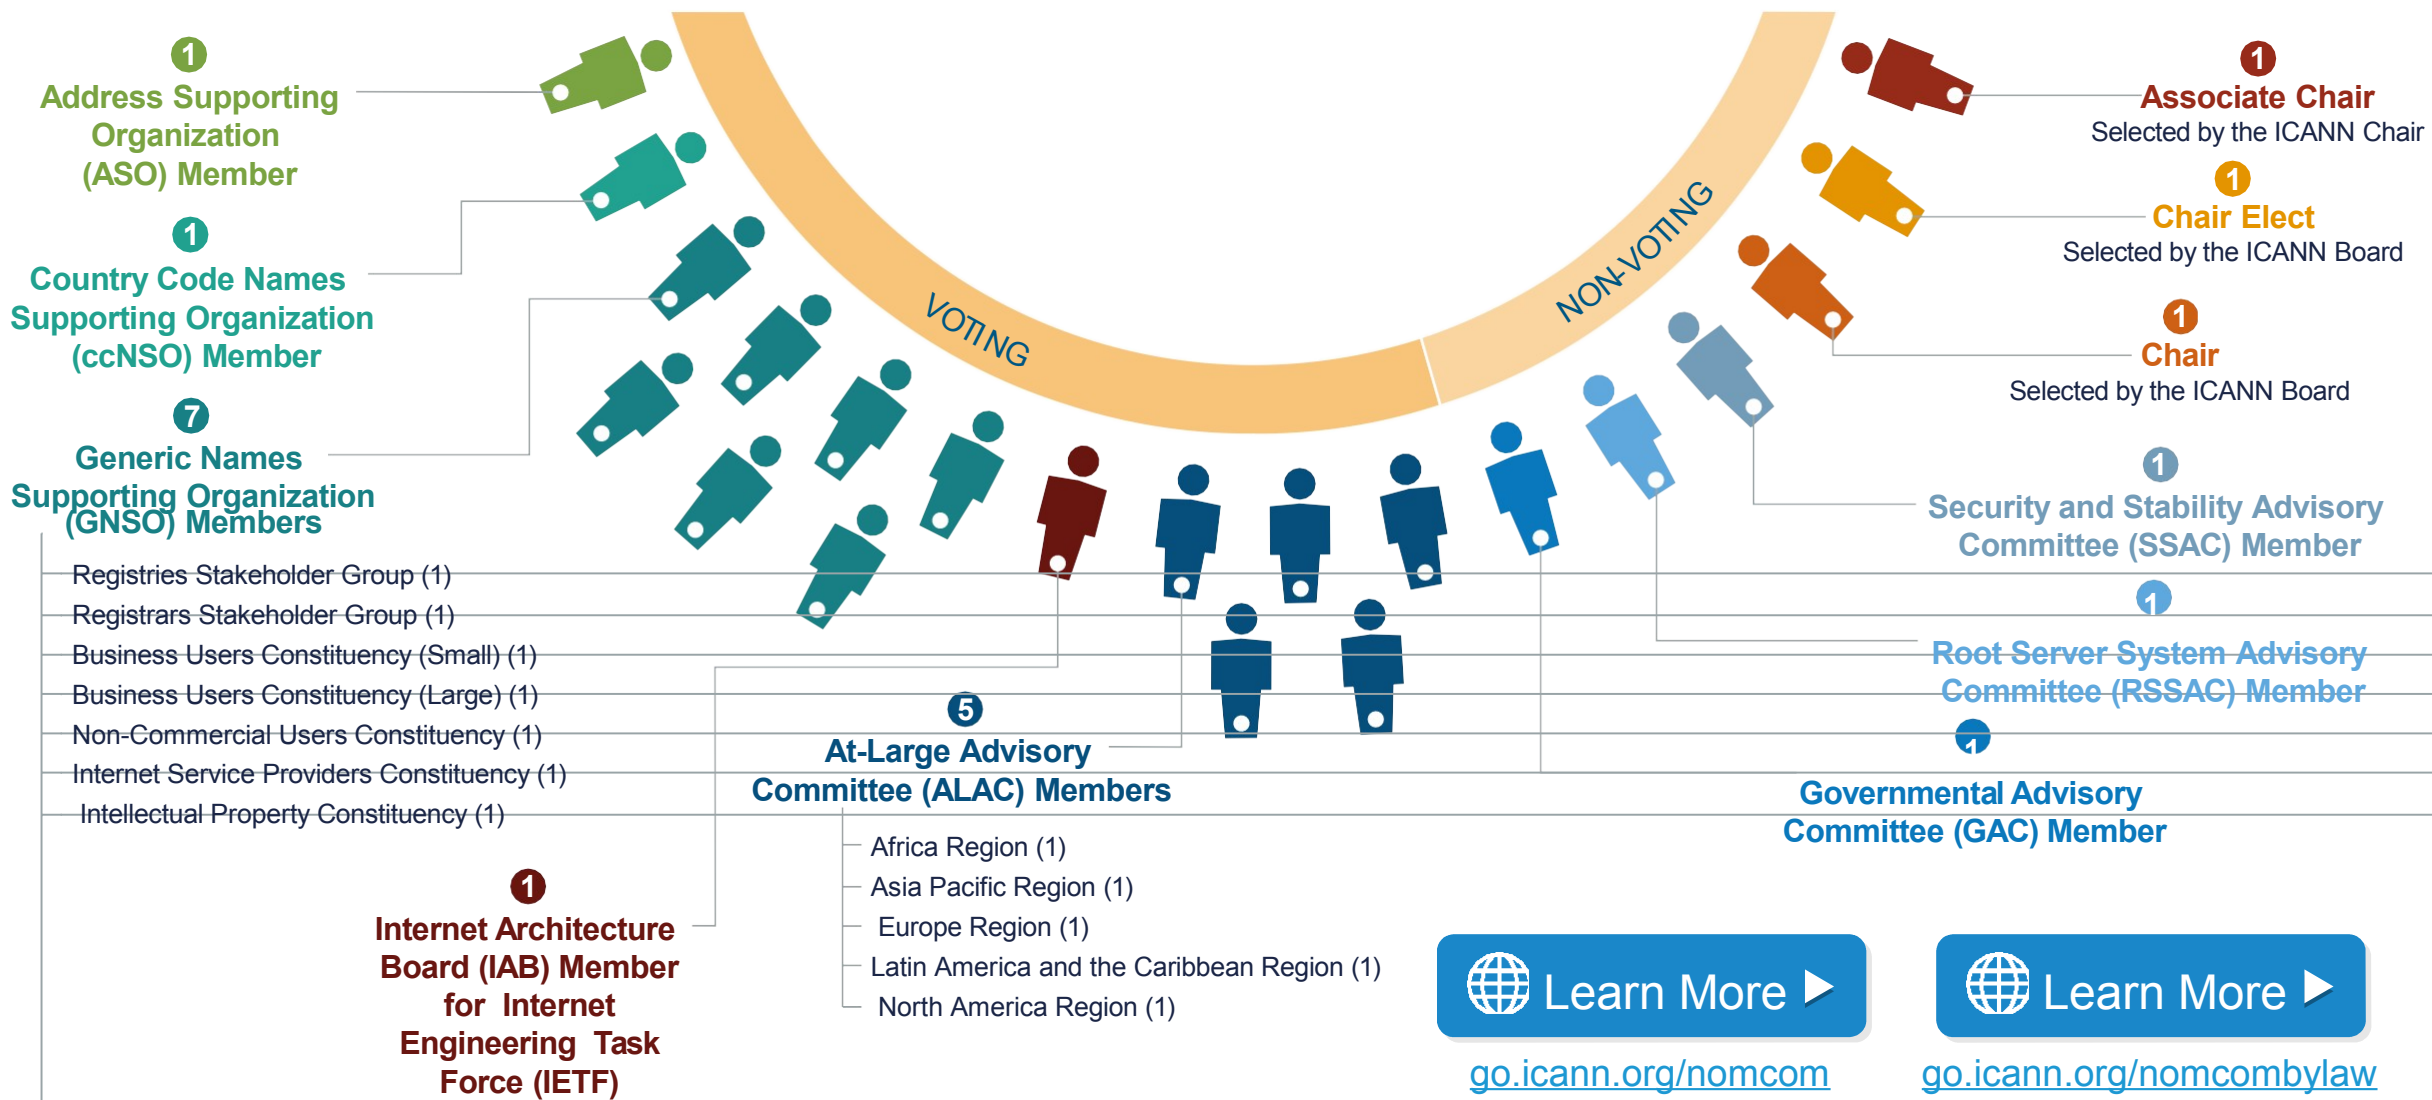 1
Address Supporting
Organization
(ASO) Member
1
Country Code Names
Supporting Organization
(ccNSO) Member
7
Generic Names
Supporting Organization
(GNSO) Members
Registries Stakeholder Group (1)
Registrars Stakeholder Group (1)
Business Users Constituency (Small) (1)
Business Users Constituency (Large) (1)
Non-Commercial Users Constituency (1)
Internet Service Providers Constituency (1)
Intellectual Property Constituency (1)
1
Internet Architecture
Board (IAB) Member
for Internet
Engineering Task
Force (IETF)
VOTING
NON-VOTING
5
At-Large Advisory
Committee (ALAC) Members
Africa Region (1)
Asia Pacific Region (1)
Europe Region (1)
Latin America and the Caribbean Region (1)
North America Region (1)
1
Associate Chair
Selected by the ICANN Chair
1
Chair Elect
Selected by the ICANN Board
1
Chair
Selected by the ICANN Board
1
Security and Stability Advisory
Committee (SSAC) Member
1
Root Server System Advisory
Committee (RSSAC) Member
1
Governmental Advisory
Committee (GAC) Member
Learn More
go.icann.org/nomcom
Learn More
go.icann.org/nomcombylaw